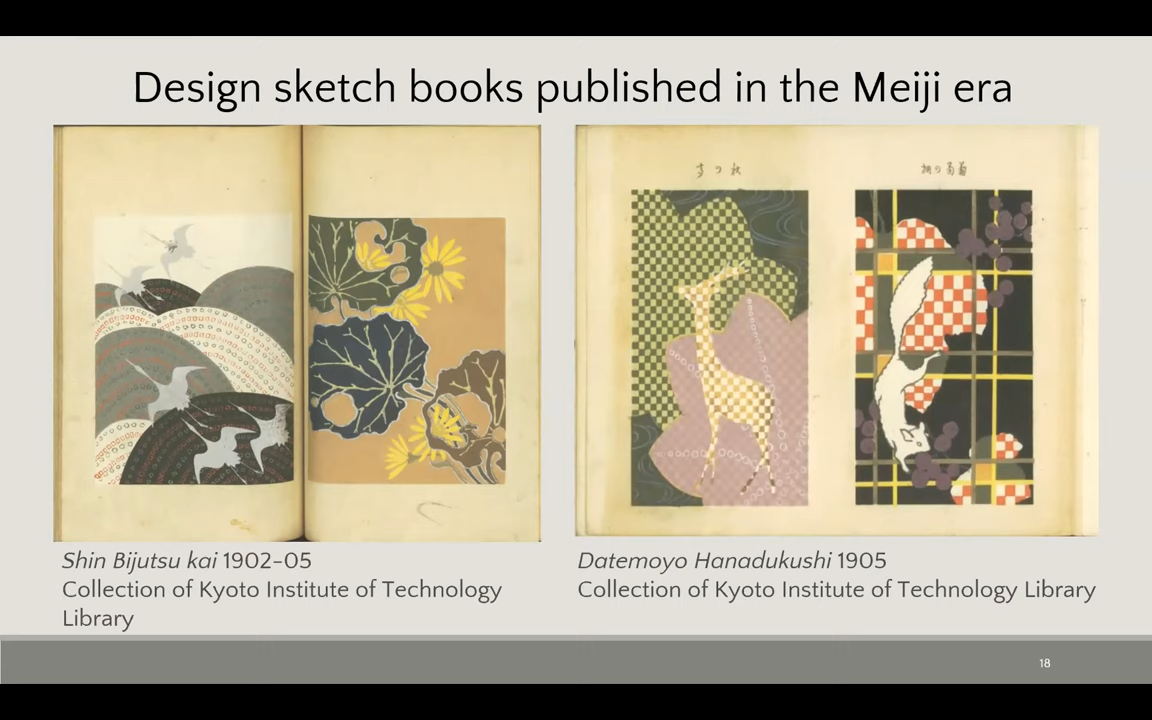 Design sketch books published in the Meiji era
Shin Bijutsu kai 1902-05
Collection of Kyoto Institute of Technology
Library
Datemoyo Hanadukushi 1905
Collection of Kyoto Institute of Technology Library
18